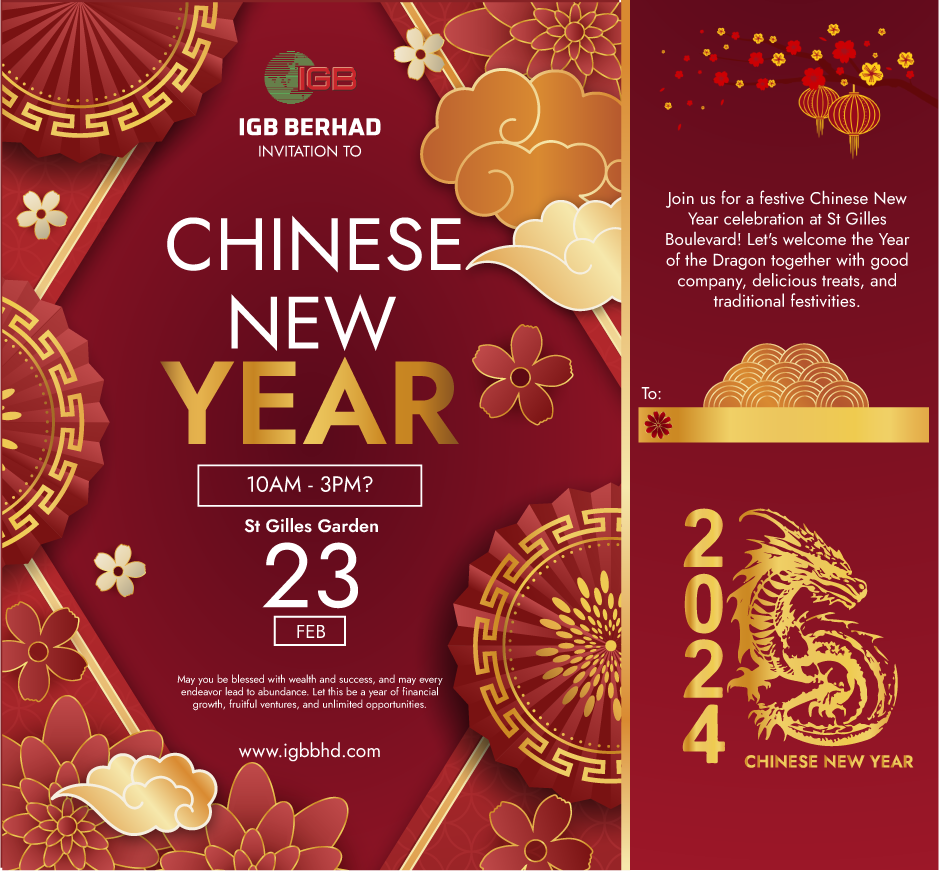 IGB
IGB BERHAD
INVITATION TO
CHINESE
NEW
YEAR
10AM - 3PM?
St Gilles Garden
23
FEB
May you be blessed with wealth and success, and may every
endeavor lead to abundance. Let this be a year of financial
growth, fruitful ventures, and unlimited opportunities.
www.igbbhd.com
Join us for a festive Chinese New
Year celebration at St Gilles
Boulevard! Let's welcome the Year
of the Dragon together with good
company, delicious treats, and
traditional festivities.
To:
2
0
2
4
CHINESE NEW YEAR